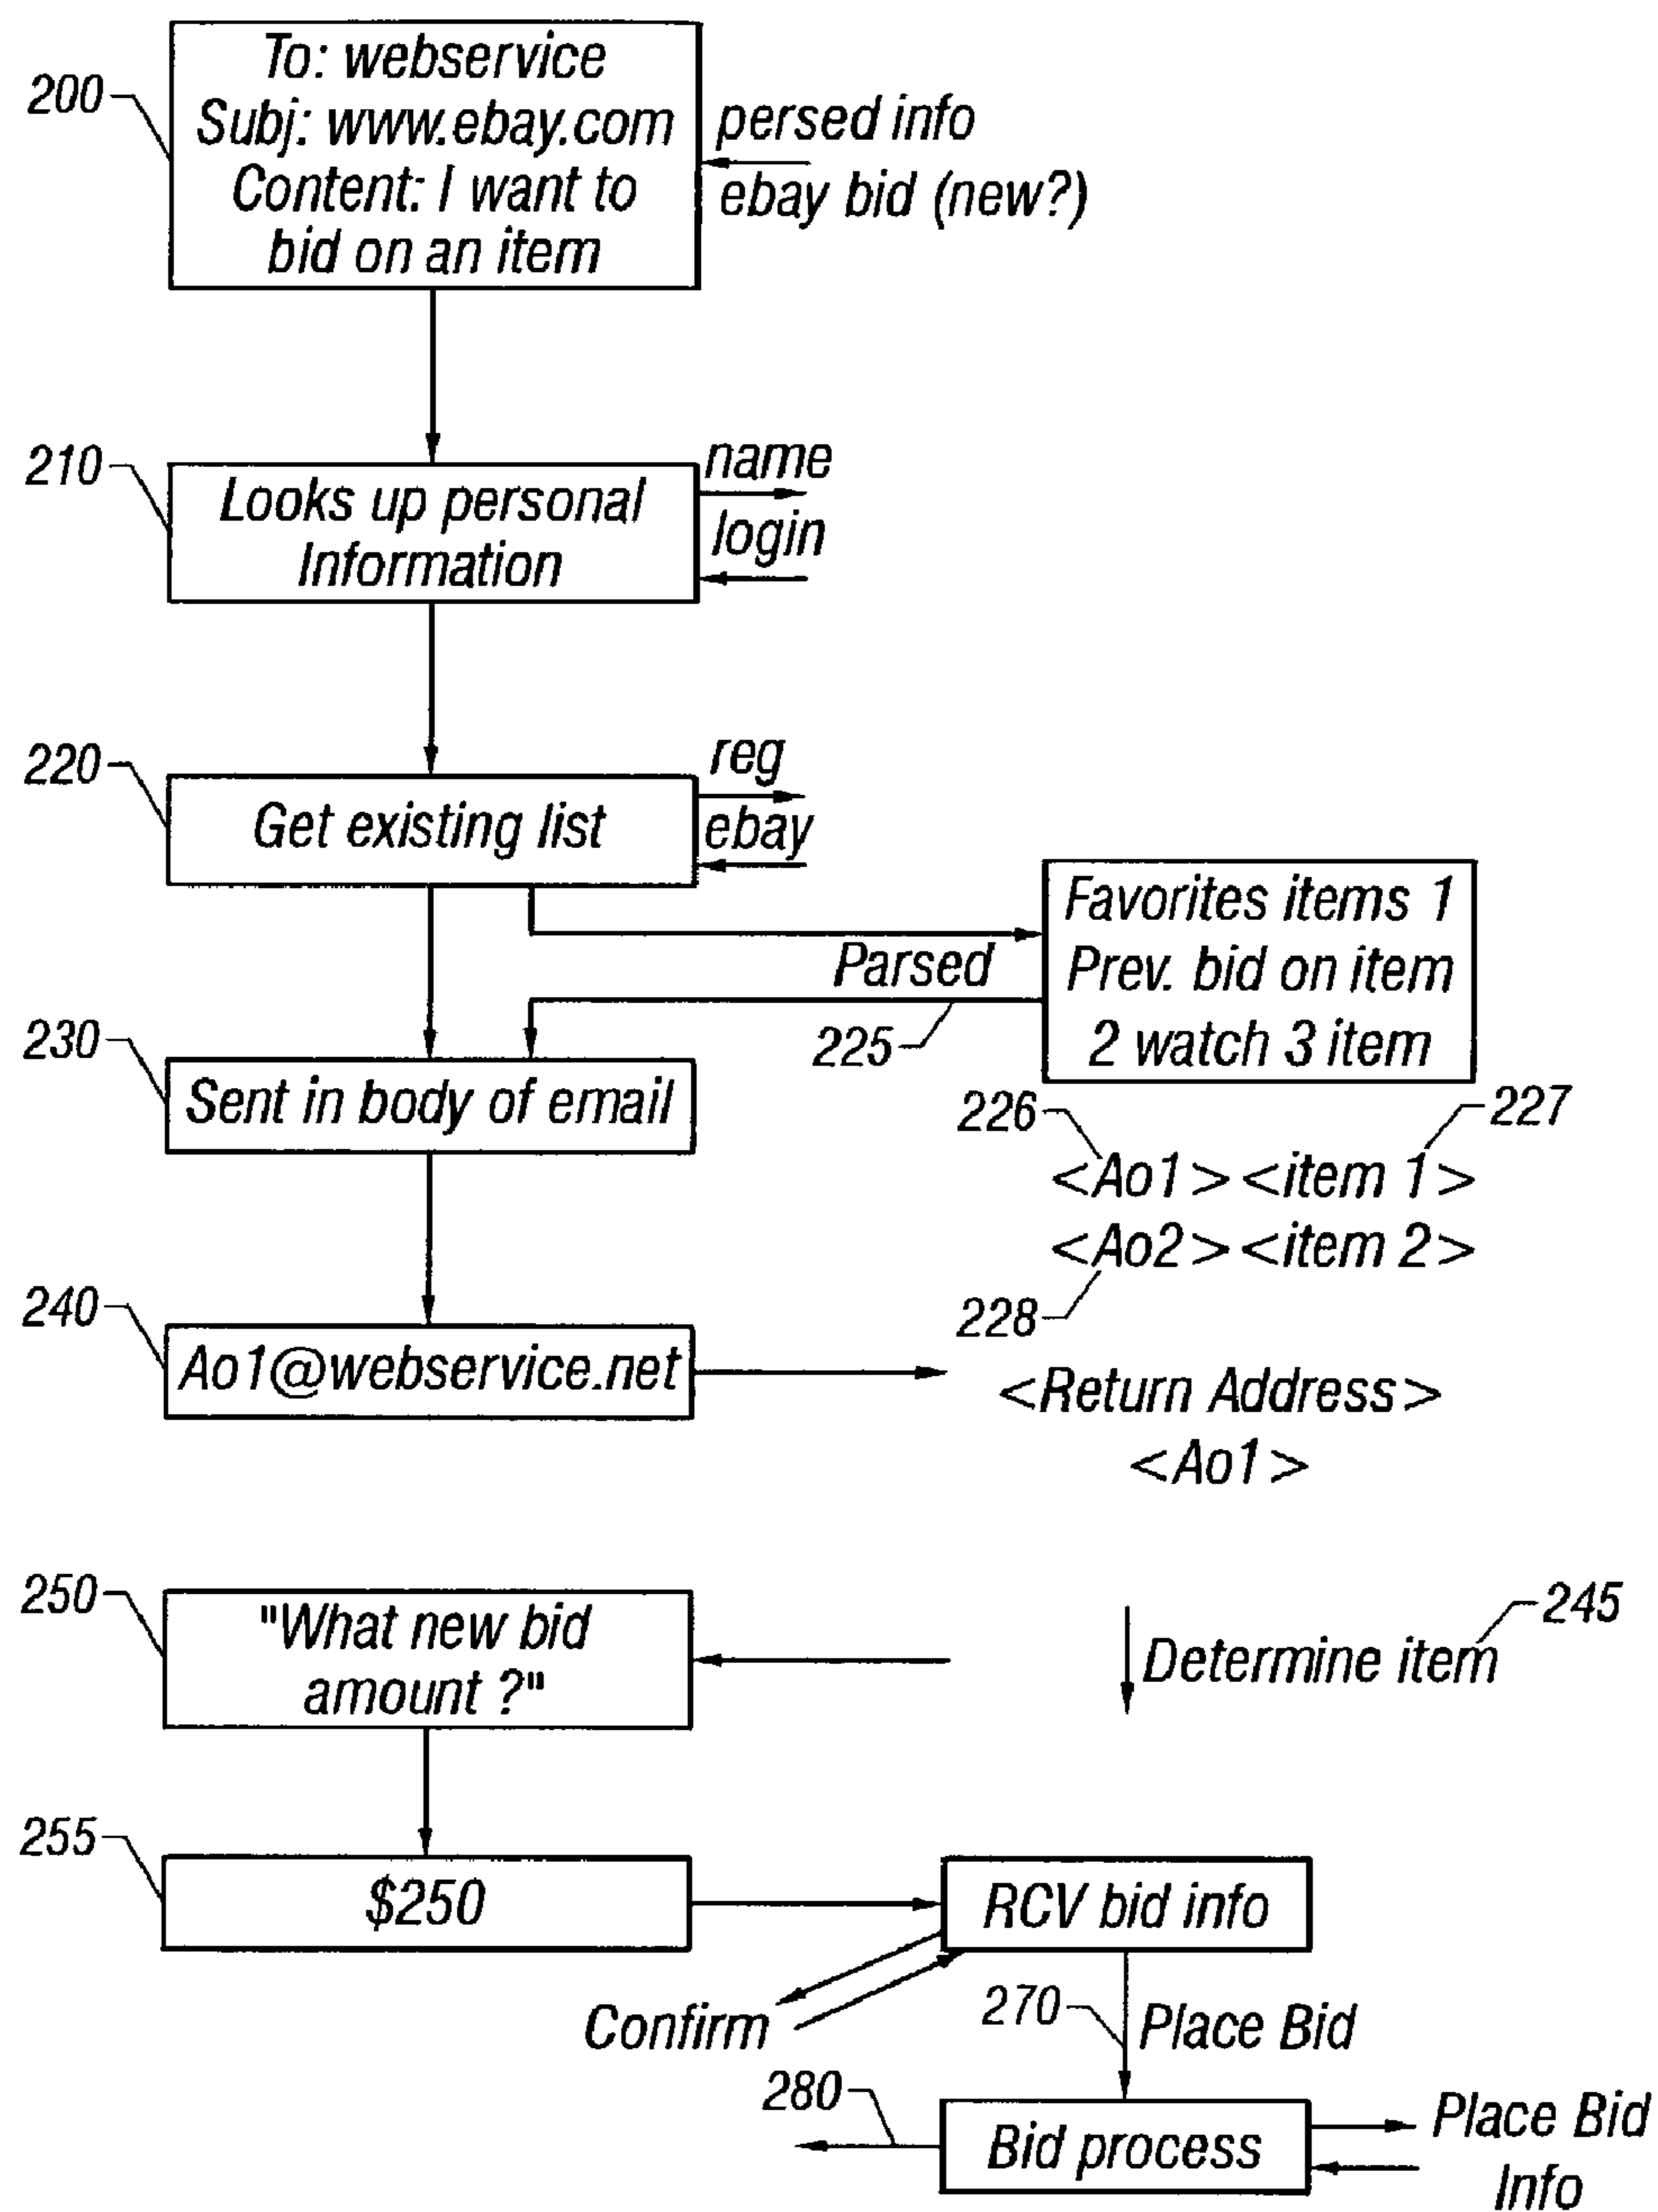 To: webservice
200
Subj: www.ebay.com
persed info
Content: I want to
ebay bid (new?)
bid on an item
210
name
Looks up personal
login
Information
220
reg
Get existing list
ebay
Favorites items 1
Parsed
Prev. bid on item
230
225
2 watch 3 item
Sent in body of email
226
227
<Ao1> <item 1>
<Ao2> <item 2>
240
228
Ao1@webservice.net
<Return Address>
<Ao1>
250
"What new bid
245
Determine item
amount ?"
255
$250
RCV bid info
Confirm
270
Place Bid
280
Place Bid
Bid process
Info